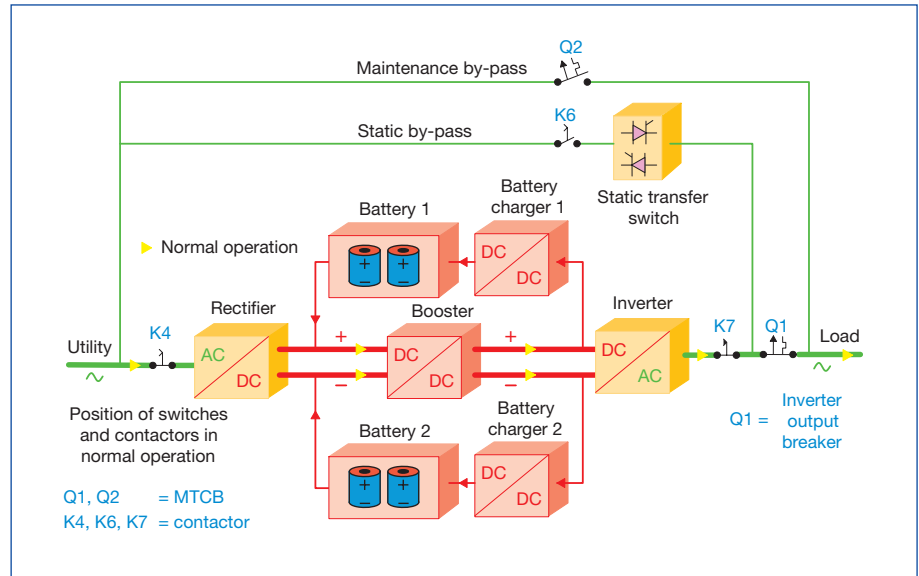 Q2
Maintenance by-pass
K6
Static by-pass
Static transfer
switch
Battery 1
Battery
charger 1
Normal operation
+ +
− −
DC
DC
Rectifier
Booster
Inverter
Utility
K4
AC
DC
+
−
DC
DC
+
−
DC
AC
K7
Q1
Load
~
~
Position of switches
and contactors in
normal operation
Battery 2
Battery
charger 2
+ +
− −
DC
DC
Q1 = Inverter
output
breaker
Q1, Q2 = MTCB
K4, K6, K7 = contactor